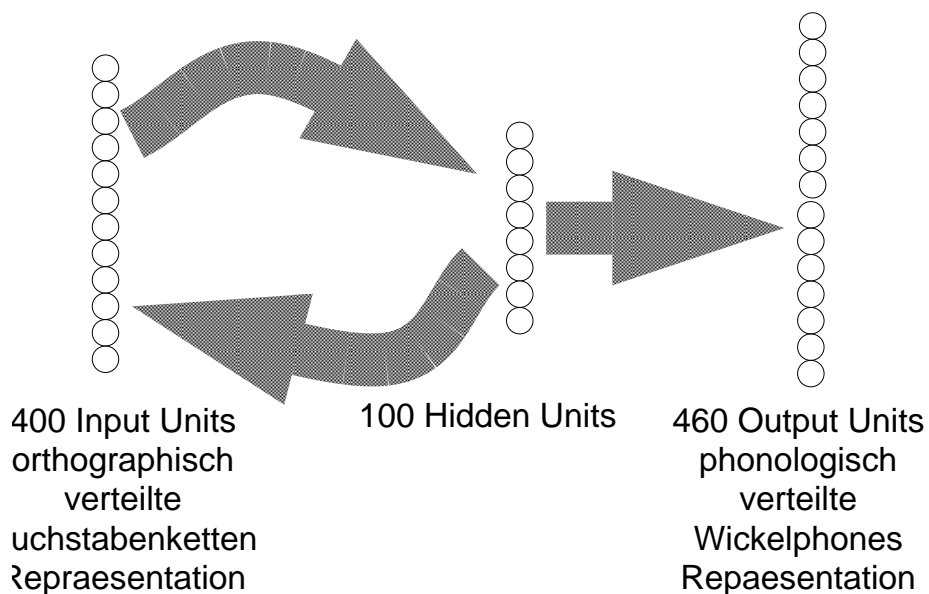 400 Input Units
orthographisch
verteilte
uchstabenketten
Repraesentation
100 Hidden Units
460 Output Units
phonologisch
verteilte
Wickelphones
Repaesentation